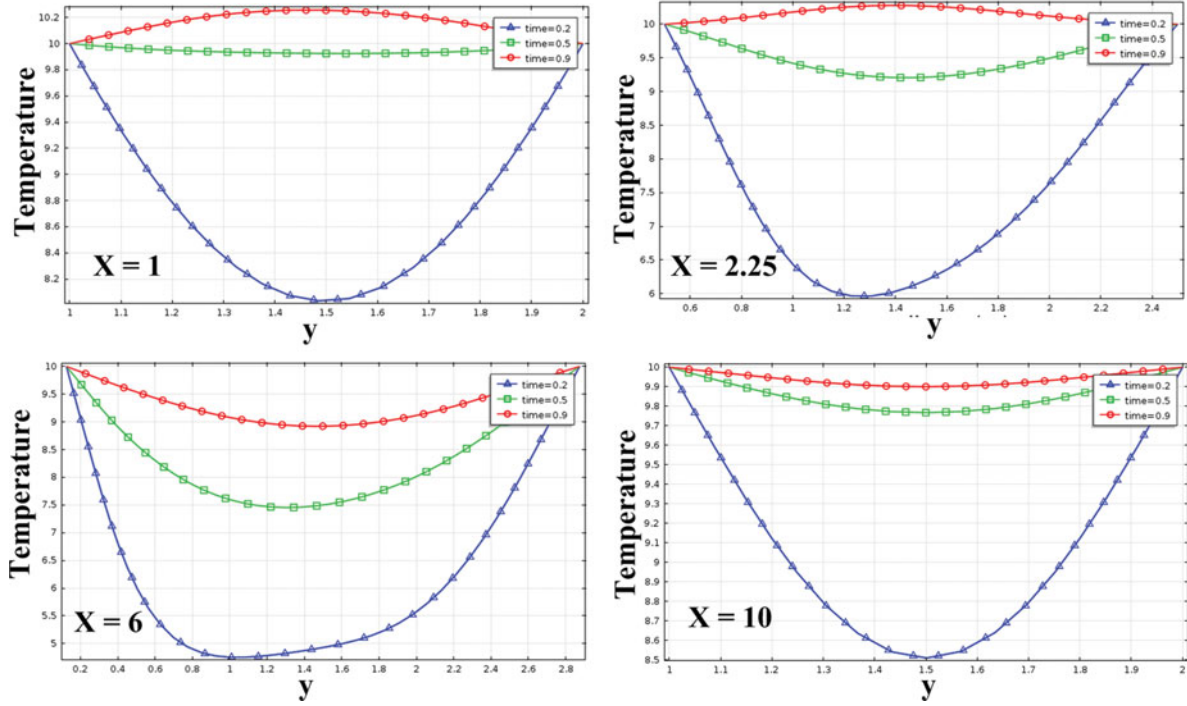 10.2
10
9.8
9.6
9.4
9.2
9
8.8
8.6
8.4
8.2
Temperature
time=0.2
time=0.5
time=0.9
X = 1
1 1.1 1.2 1.3 1.4 1.5 1.6 1.7 1.8 1.9 2
y
10
9.5
9
8.5
8
7.5
7
6.5
6
Temperature
time=0.2
time=0.5
time=0.9
X = 2.25
0.6 0.8 1 1.2 1.4 1.6 1.8 2 2.2 2.4
y
10
9.5
9
8.5
8
7.5
7
6.5
6
5.5
5
Temperature
time=0.2
time=0.5
time=0.9
X = 6
0.2 0.4 0.6 0.8 1 1.2 1.4 1.6 1.8 2 2.2 2.4 2.6 2.8
y
10
9.9
9.8
9.7
9.6
9.5
9.4
9.3
9.2
9.1
9
8.9
8.8
8.7
8.6
8.5
Temperature
time=0.2
time=0.5
time=0.9
X = 10
1 1.1 1.2 1.3 1.4 1.5 1.6 1.7 1.8 1.9 2
y